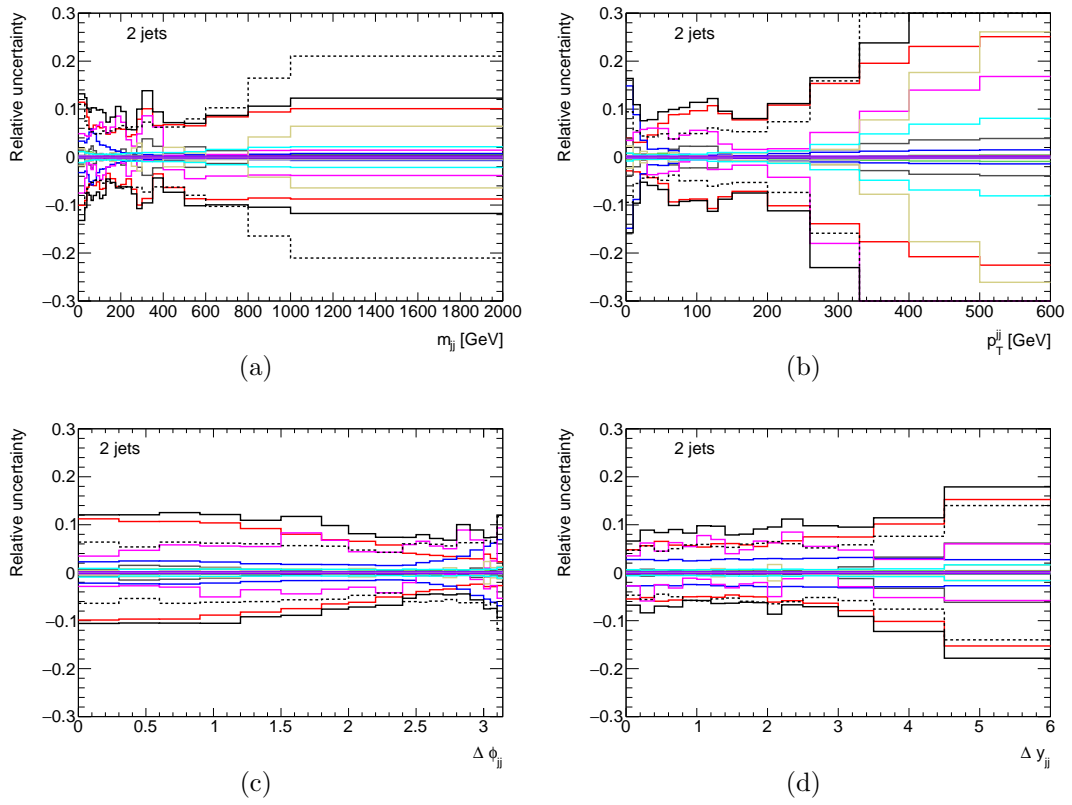 Relative uncertainty
2 jets
0.3
0.2
0.1
0
−0.1
−0.2
−0.3
0 200 400 600 800 1000 1200 1400 1600 1800 2000
m_jj [GeV]
(a)
Relative uncertainty
2 jets
0.3
0.2
0.1
0
−0.1
−0.2
−0.3
0 100 200 300 400 500 600
p_T^jj [GeV]
(b)
Relative uncertainty
2 jets
0.3
0.2
0.1
0
−0.1
−0.2
−0.3
0 0.5 1 1.5 2 2.5 3
Δ ϕ_jj
(c)
Relative uncertainty
2 jets
0.3
0.2
0.1
0
−0.1
−0.2
−0.3
0 1 2 3 4 5 6
Δ y_jj
(d)